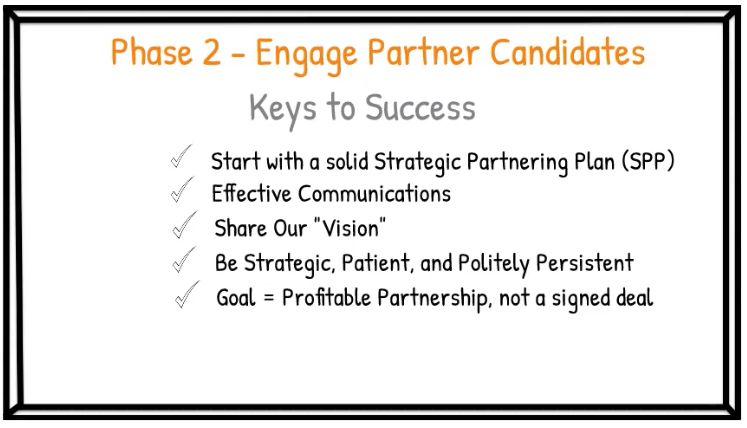 Phase 2 - Engage Partner Candidates
Keys to Success
Start with a solid Strategic Partnering Plan (SPP)
Effective Communications
Share Our "Vision"
Be Strategic, Patient, and Politely Persistent
Goal = Profitable Partnership, not a signed deal